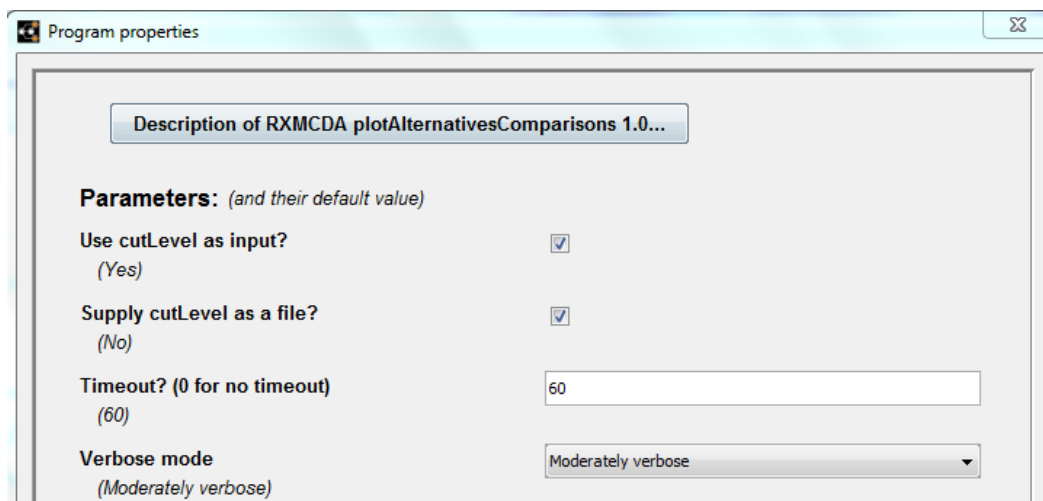 Program properties
Description of RXMCDA plotAlternativesComparisons 1.0...
Parameters: (and their default value)
Use cutLevel as input?
(Yes)
Supply cutLevel as a file?
(No)
Timeout? (0 for no timeout)
60
(60)
Verbose mode
Moderately verbose
(Moderately verbose)